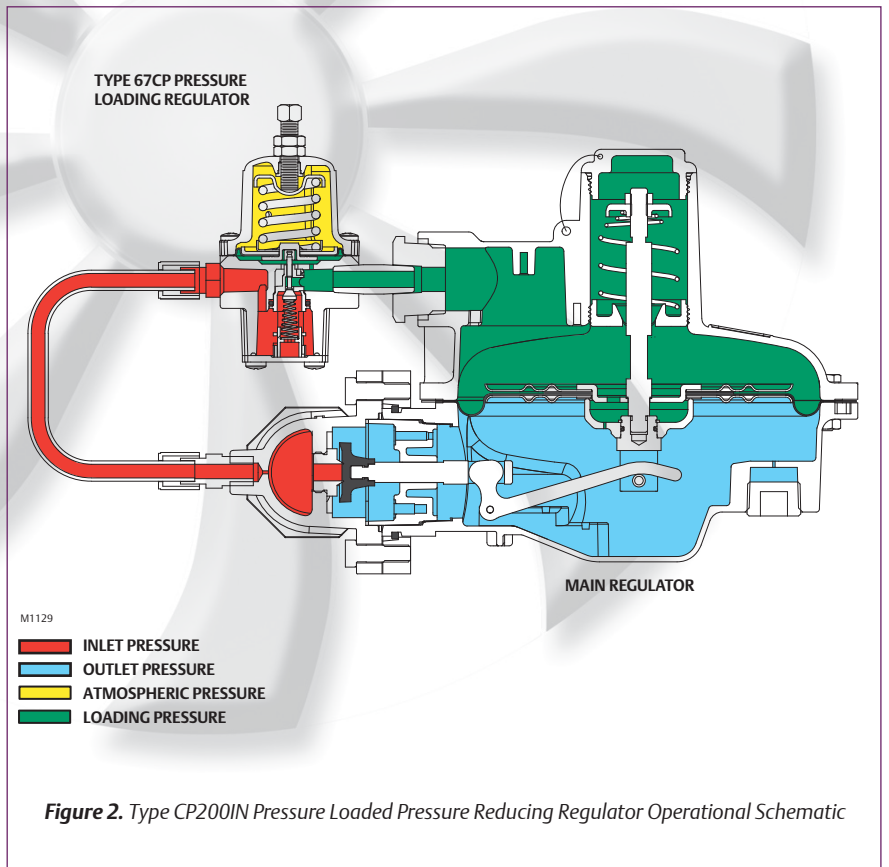 TYPE 67CP PRESSURE
LOADING REGULATOR
MAIN REGULATOR
M1129
INLET PRESSURE
OUTLET PRESSURE
ATMOSPHERIC PRESSURE
LOADING PRESSURE
Figure 2. Type CP200IN Pressure Loaded Pressure Reducing Regulator Operational Schematic